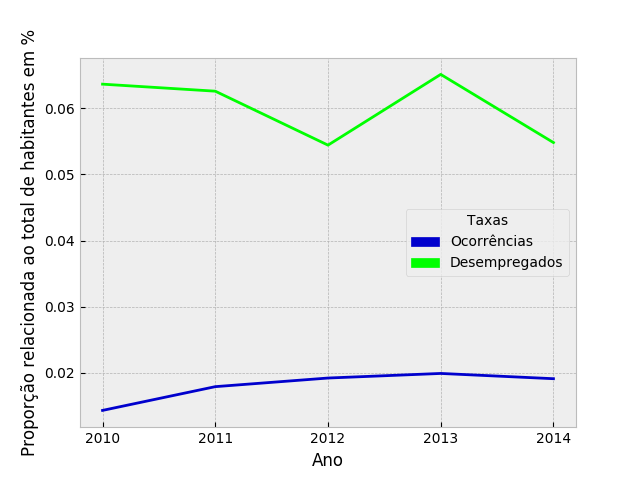 Proporção relacionada ao total de habitantes em %
0.06
0.05
0.04
0.03
0.02
Taxas
Ocorrências
Desempregados
2010 2011 2012 2013 2014
Ano